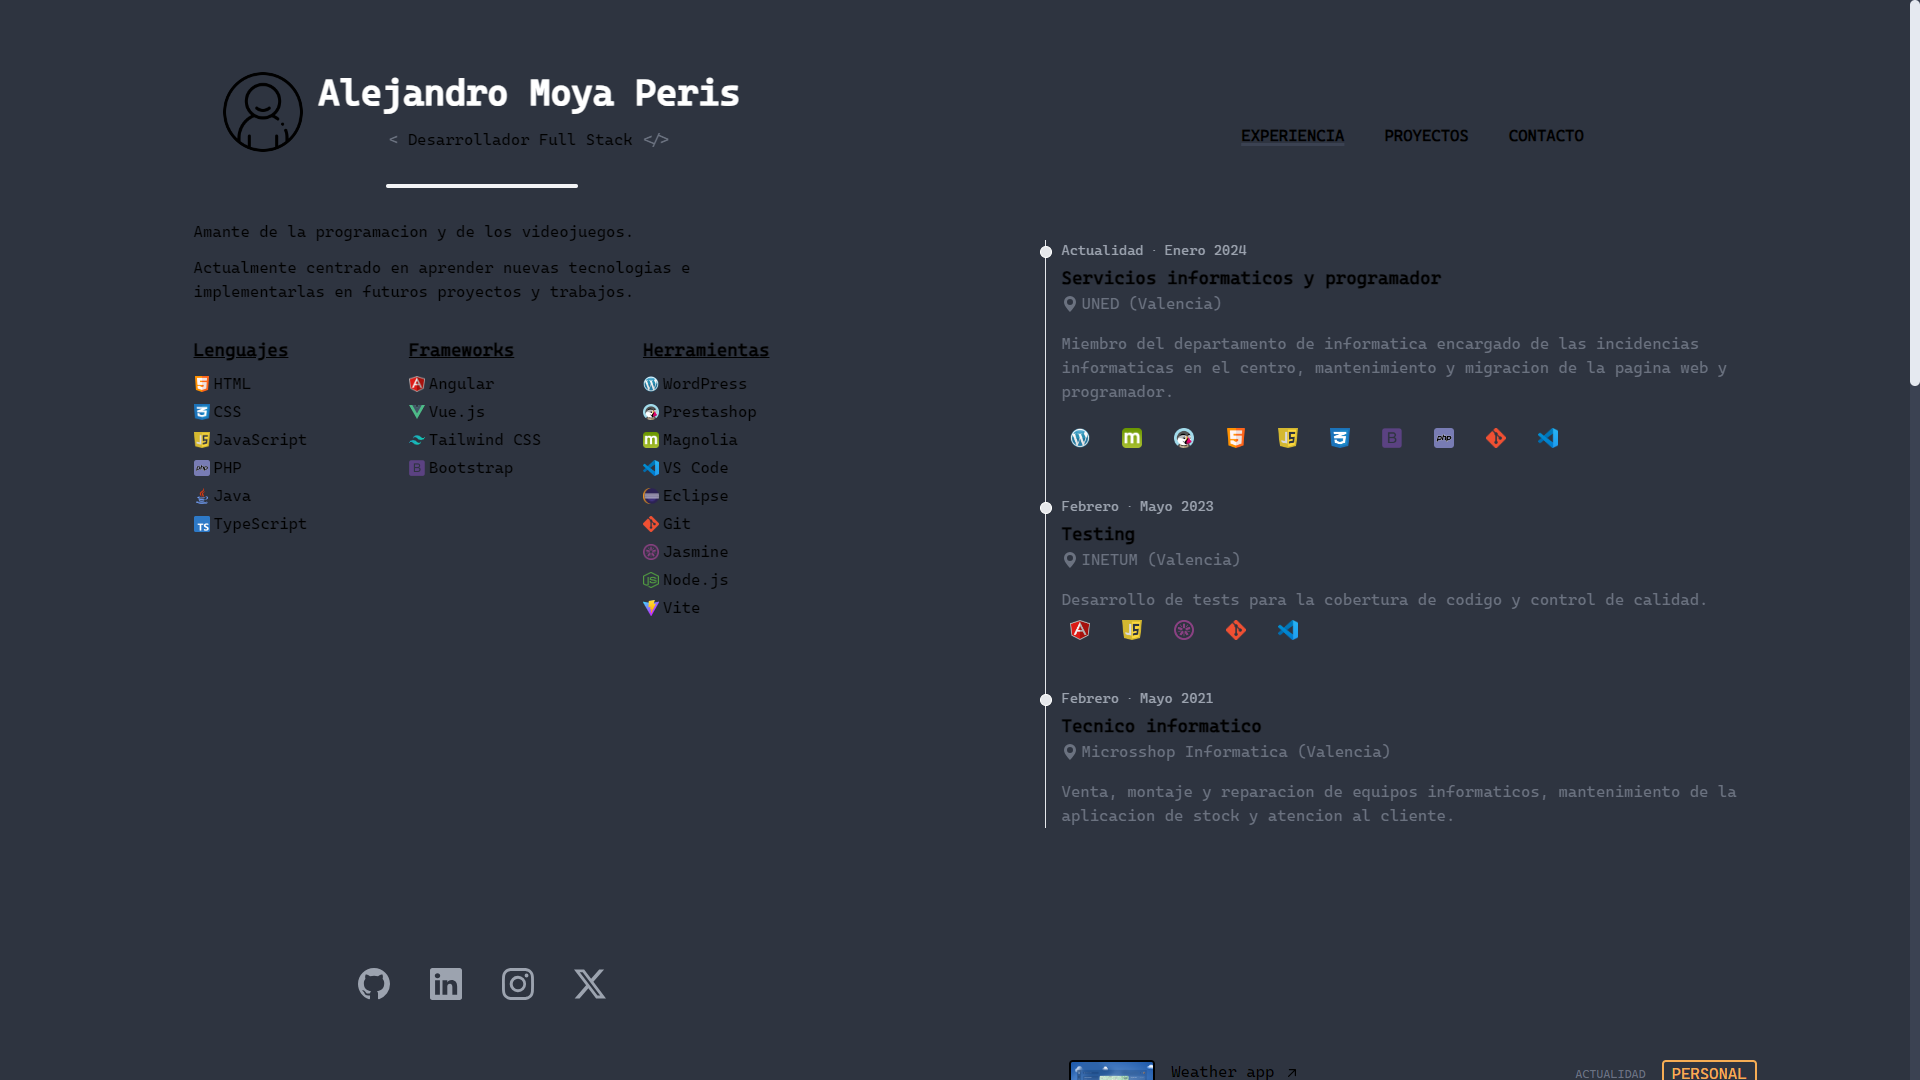 Alejandro Moya Peris
< Desarrollador Full Stack </>
EXPERIENCIA
PROYECTOS
CONTACTO
Amante de la programacion y de los videojuegos.
Actualmente centrado en aprender nuevas tecnologias e
implementarlas en futuros proyectos y trabajos.
Lenguajes
HTML
CSS
JavaScript
PHP
Java
TypeScript
Frameworks
Angular
Vue.js
Tailwind CSS
Bootstrap
Herramientas
WordPress
Prestashop
Magnolia
VS Code
Eclipse
Git
Jasmine
Node.js
Vite
Actualidad · Enero 2024
Servicios informaticos y programador
UNED (Valencia)
Miembro del departamento de informatica encargado de las incidencias
informaticas en el centro, mantenimiento y migracion de la pagina web y
programador.
Febrero · Mayo 2023
Testing
INETUM (Valencia)
Desarrollo de tests para la cobertura de codigo y control de calidad.
Febrero · Mayo 2021
Tecnico informatico
Microsshop Informatica (Valencia)
Venta, montaje y reparacion de equipos informaticos, mantenimiento de la
aplicacion de stock y atencion al cliente.
Weather app ↗
ACTUALIDAD
PERSONAL